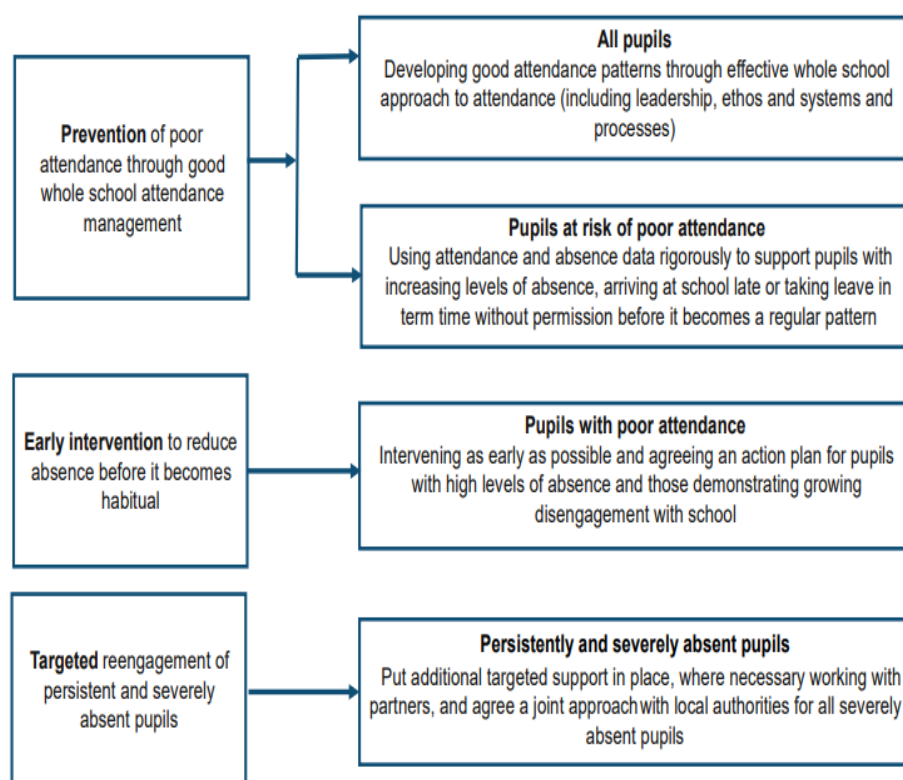 Prevention of poor
attendance through good
whole school attendance
management
All pupils
Developing good attendance patterns through effective whole school
approach to attendance (including leadership, ethos and systems and
processes)
Pupils at risk of poor attendance
Using attendance and absence data rigorously to support pupils with
increasing levels of absence, arriving at school late or taking leave in
term time without permission before it becomes a regular pattern
Early intervention to reduce
absence before it becomes
habitual
Pupils with poor attendance
Intervening as early as possible and agreeing an action plan for pupils
with high levels of absence and those demonstrating growing
disengagement with school
Targeted reengagement of
persistent and severely
absent pupils
Persistently and severely absent pupils
Put additional targeted support in place, where necessary working with
partners, and agree a joint approach with local authorities for all severely
absent pupils